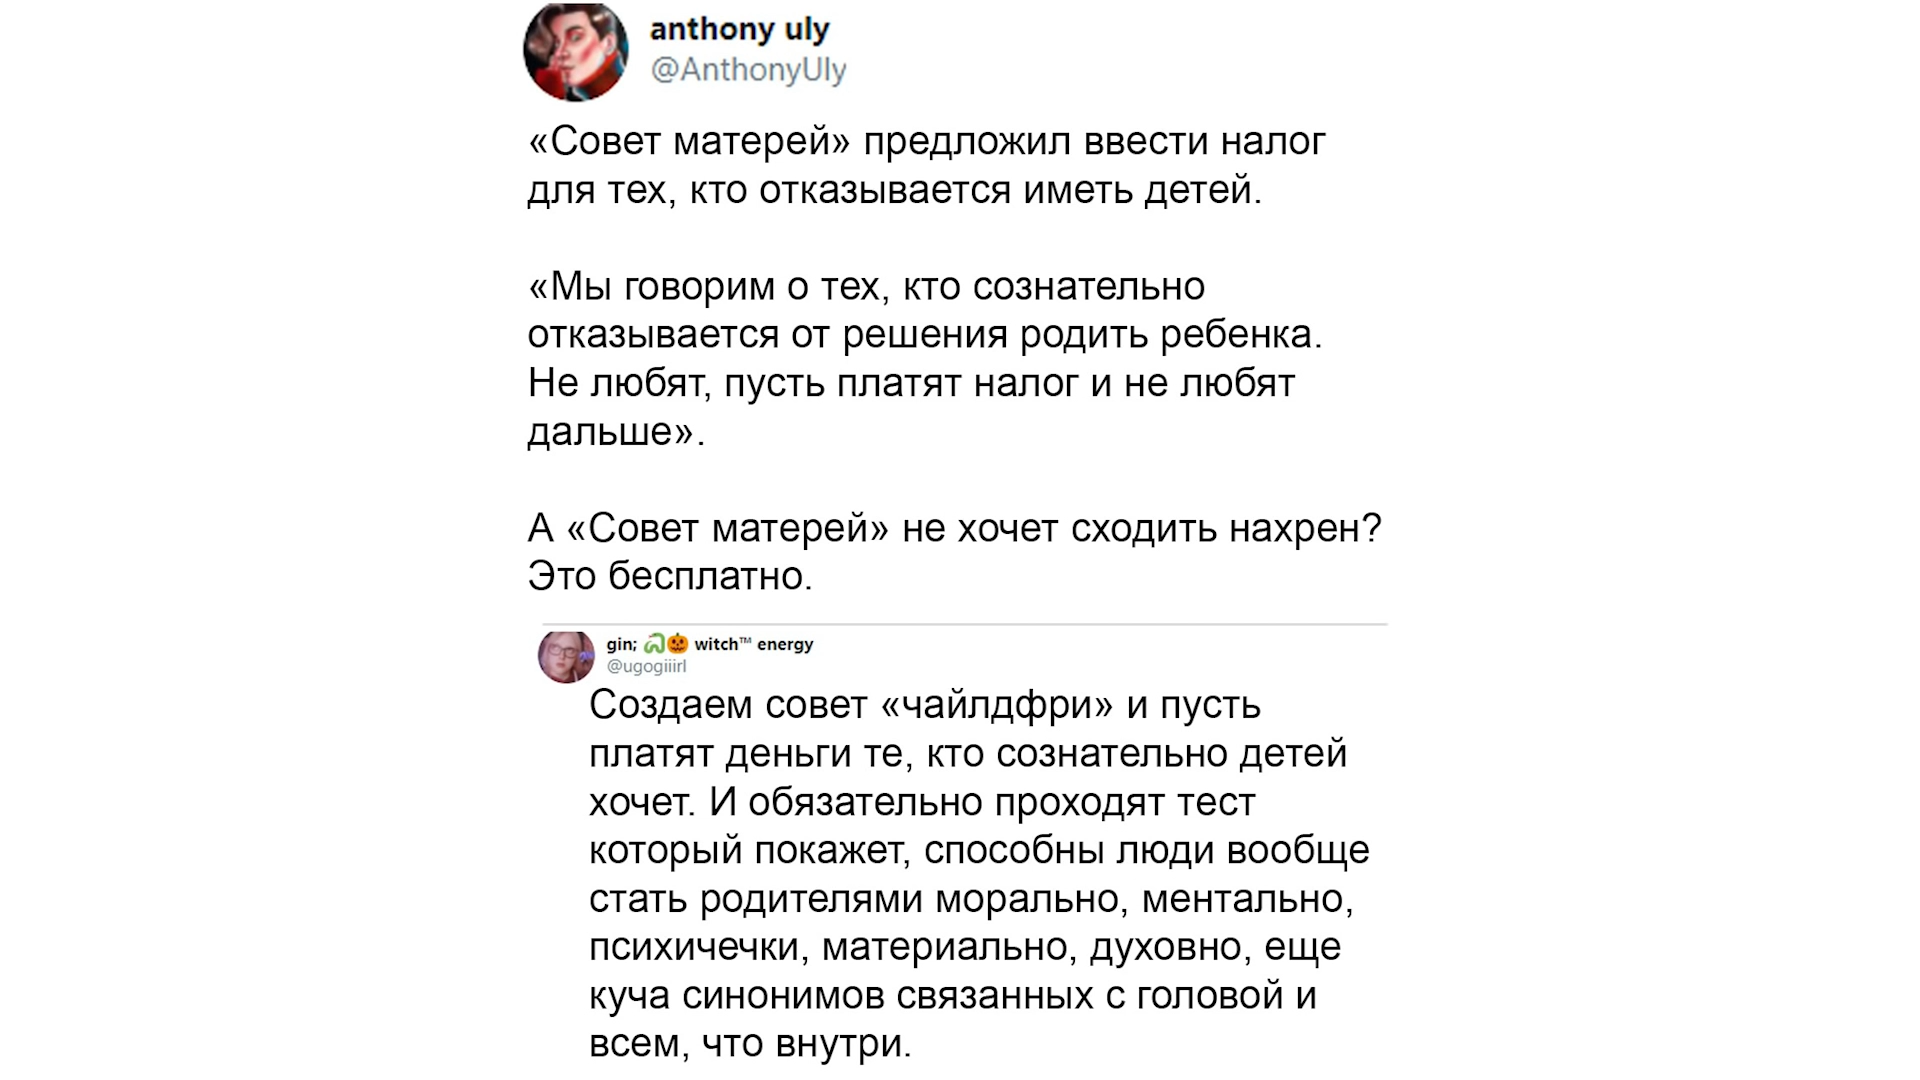 anthony uly
@AnthonyUly
«Совет матерей» предложил ввести налог
для тех, кто отказывается иметь детей.
«Мы говорим о тех, кто сознательно
отказывается от решения родить ребенка.
Не любят, пусть платят налог и не любят
дальше».
А «Совет матерей» не хочет сходить нахрен?
Это бесплатно.
gin; 🐍🎃 witch™ energy
@ugogiiirl
Создаем совет «чайлдфри» и пусть
платят деньги те, кто сознательно детей
хочет. И обязательно проходят тест
который покажет, способны люди вообще
стать родителями морально, ментально,
психичечки, материально, духовно, еще
куча синонимов связанных с головой и
всем, что внутри.